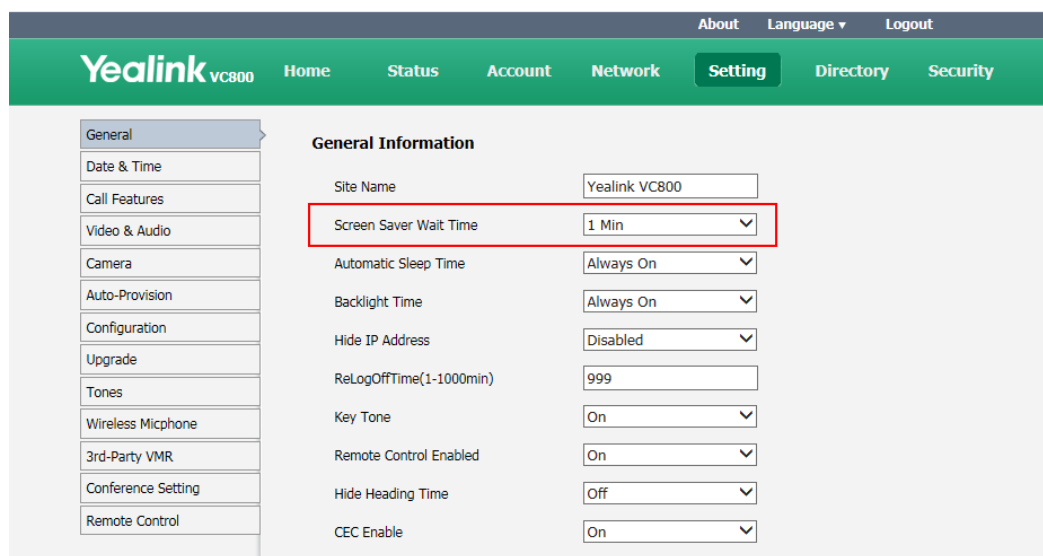 About Language ▾ Logout
Yealink VC800 Home Status Account Network Setting Directory Security
General
Date & Time
Call Features
Video & Audio
Camera
Auto-Provision
Configuration
Upgrade
Tones
Wireless Micphone
3rd-Party VMR
Conference Setting
Remote Control
General Information
Site Name Yealink VC800
Screen Saver Wait Time 1 Min
Automatic Sleep Time Always On
Backlight Time Always On
Hide IP Address Disabled
ReLogOffTime(1-1000min) 999
Key Tone On
Remote Control Enabled On
Hide Heading Time Off
CEC Enable On